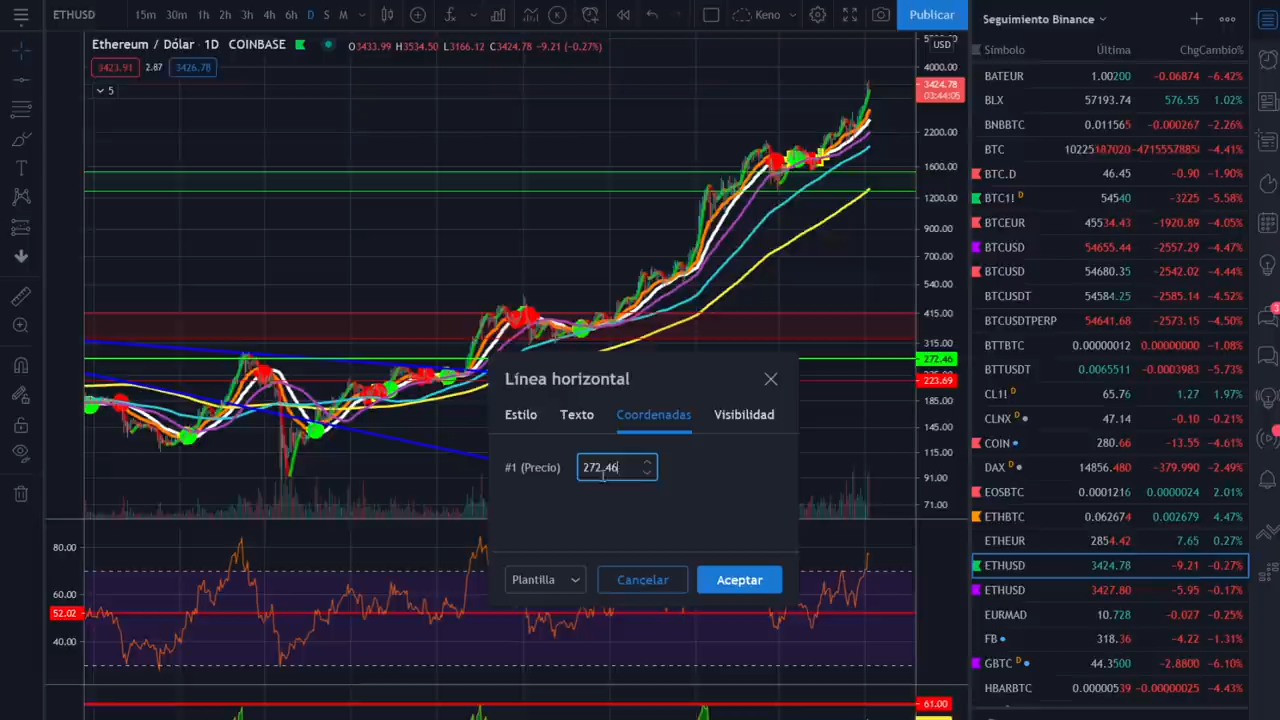 ETHUSD 15m 30m 1h 2h 3h 4h 6h D S M Keno Publicar
Ethereum / Dólar · 1D COINBASE O3433.99 H3534.50 L3166.12 C3424.78 -9.21 (-0.27%)
3423.91 2.87 3426.78
5
USD
4000.00
3424.78
03:44:05
2200.00
1600.00
1200.00
900.00
700.00
540.00
415.00
315.00
272.46
223.69
185.00
145.00
115.00
91.00
71.00
80.00
60.00
52.02
40.00
61.00
Línea horizontal
Estilo Texto Coordenadas Visibilidad
#1 (Precio) 272.46
Plantilla Cancelar Aceptar
Seguimiento Binance
Símbolo Última Chg Cambio%
BATEUR 1.00200 -0.06874 -6.42%
BLX 57193.74 576.55 1.02%
BNBBTC 0.011565 -0.000267 -2.26%
BTC -4.41%
BTC.D 46.45 -0.90 -1.90%
BTC1! D 54540 -3225 -5.58%
BTCEUR 45534.43 -1920.89 -4.05%
BTCUSD 54655.44 -2557.29 -4.47%
BTCUSD 54680.35 -2542.02 -4.44%
BTCUSDT 54584.25 -2585.14 -4.52%
BTCUSDTPERP 54641.68 -2573.15 -4.50%
BTTBTC 0.00000012 0.00000000 -1.08%
BTTUSDT 0.0065511 -0.0003983 -5.73%
CL1! D 65.76 1.27 1.97%
CLNX D 47.14 -0.10 -0.21%
COIN 280.66 -13.55 -4.61%
DAX D 14856.480 -379.990 -2.49%
EOSBTC 0.0001216 0.0000024 2.01%
ETHBTC 0.062674 0.002679 4.47%
ETHEUR 2854.42 7.65 0.27%
ETHUSD 3424.78 -9.21 -0.27%
ETHUSD 3427.80 -5.95 -0.17%
EURMAD 10.728 -0.027 -0.25%
FB 318.36 -4.22 -1.31%
GBTC D 44.3500 -2.8800 -6.10%
HBARBTC 0.00000539 -0.00000025 -4.43%